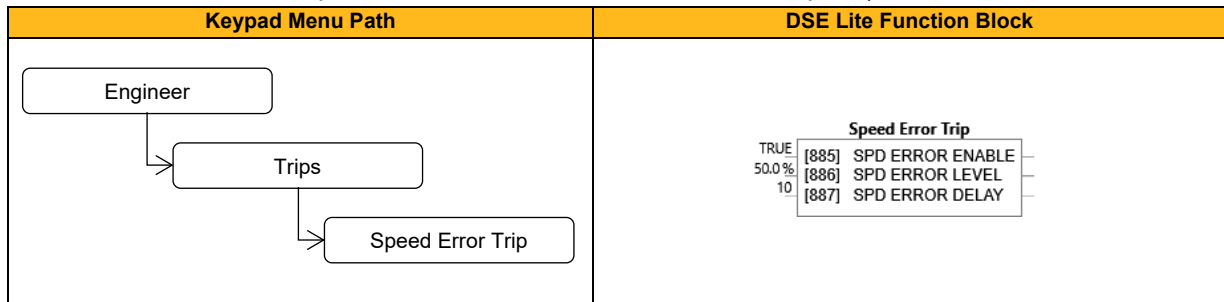 Keypad Menu Path
DSE Lite Function Block
Engineer
Trips
Speed Error Trip
Speed Error Trip
TRUE [885] SPD ERROR ENABLE
50.0 % [886] SPD ERROR LEVEL
10 [887] SPD ERROR DELAY